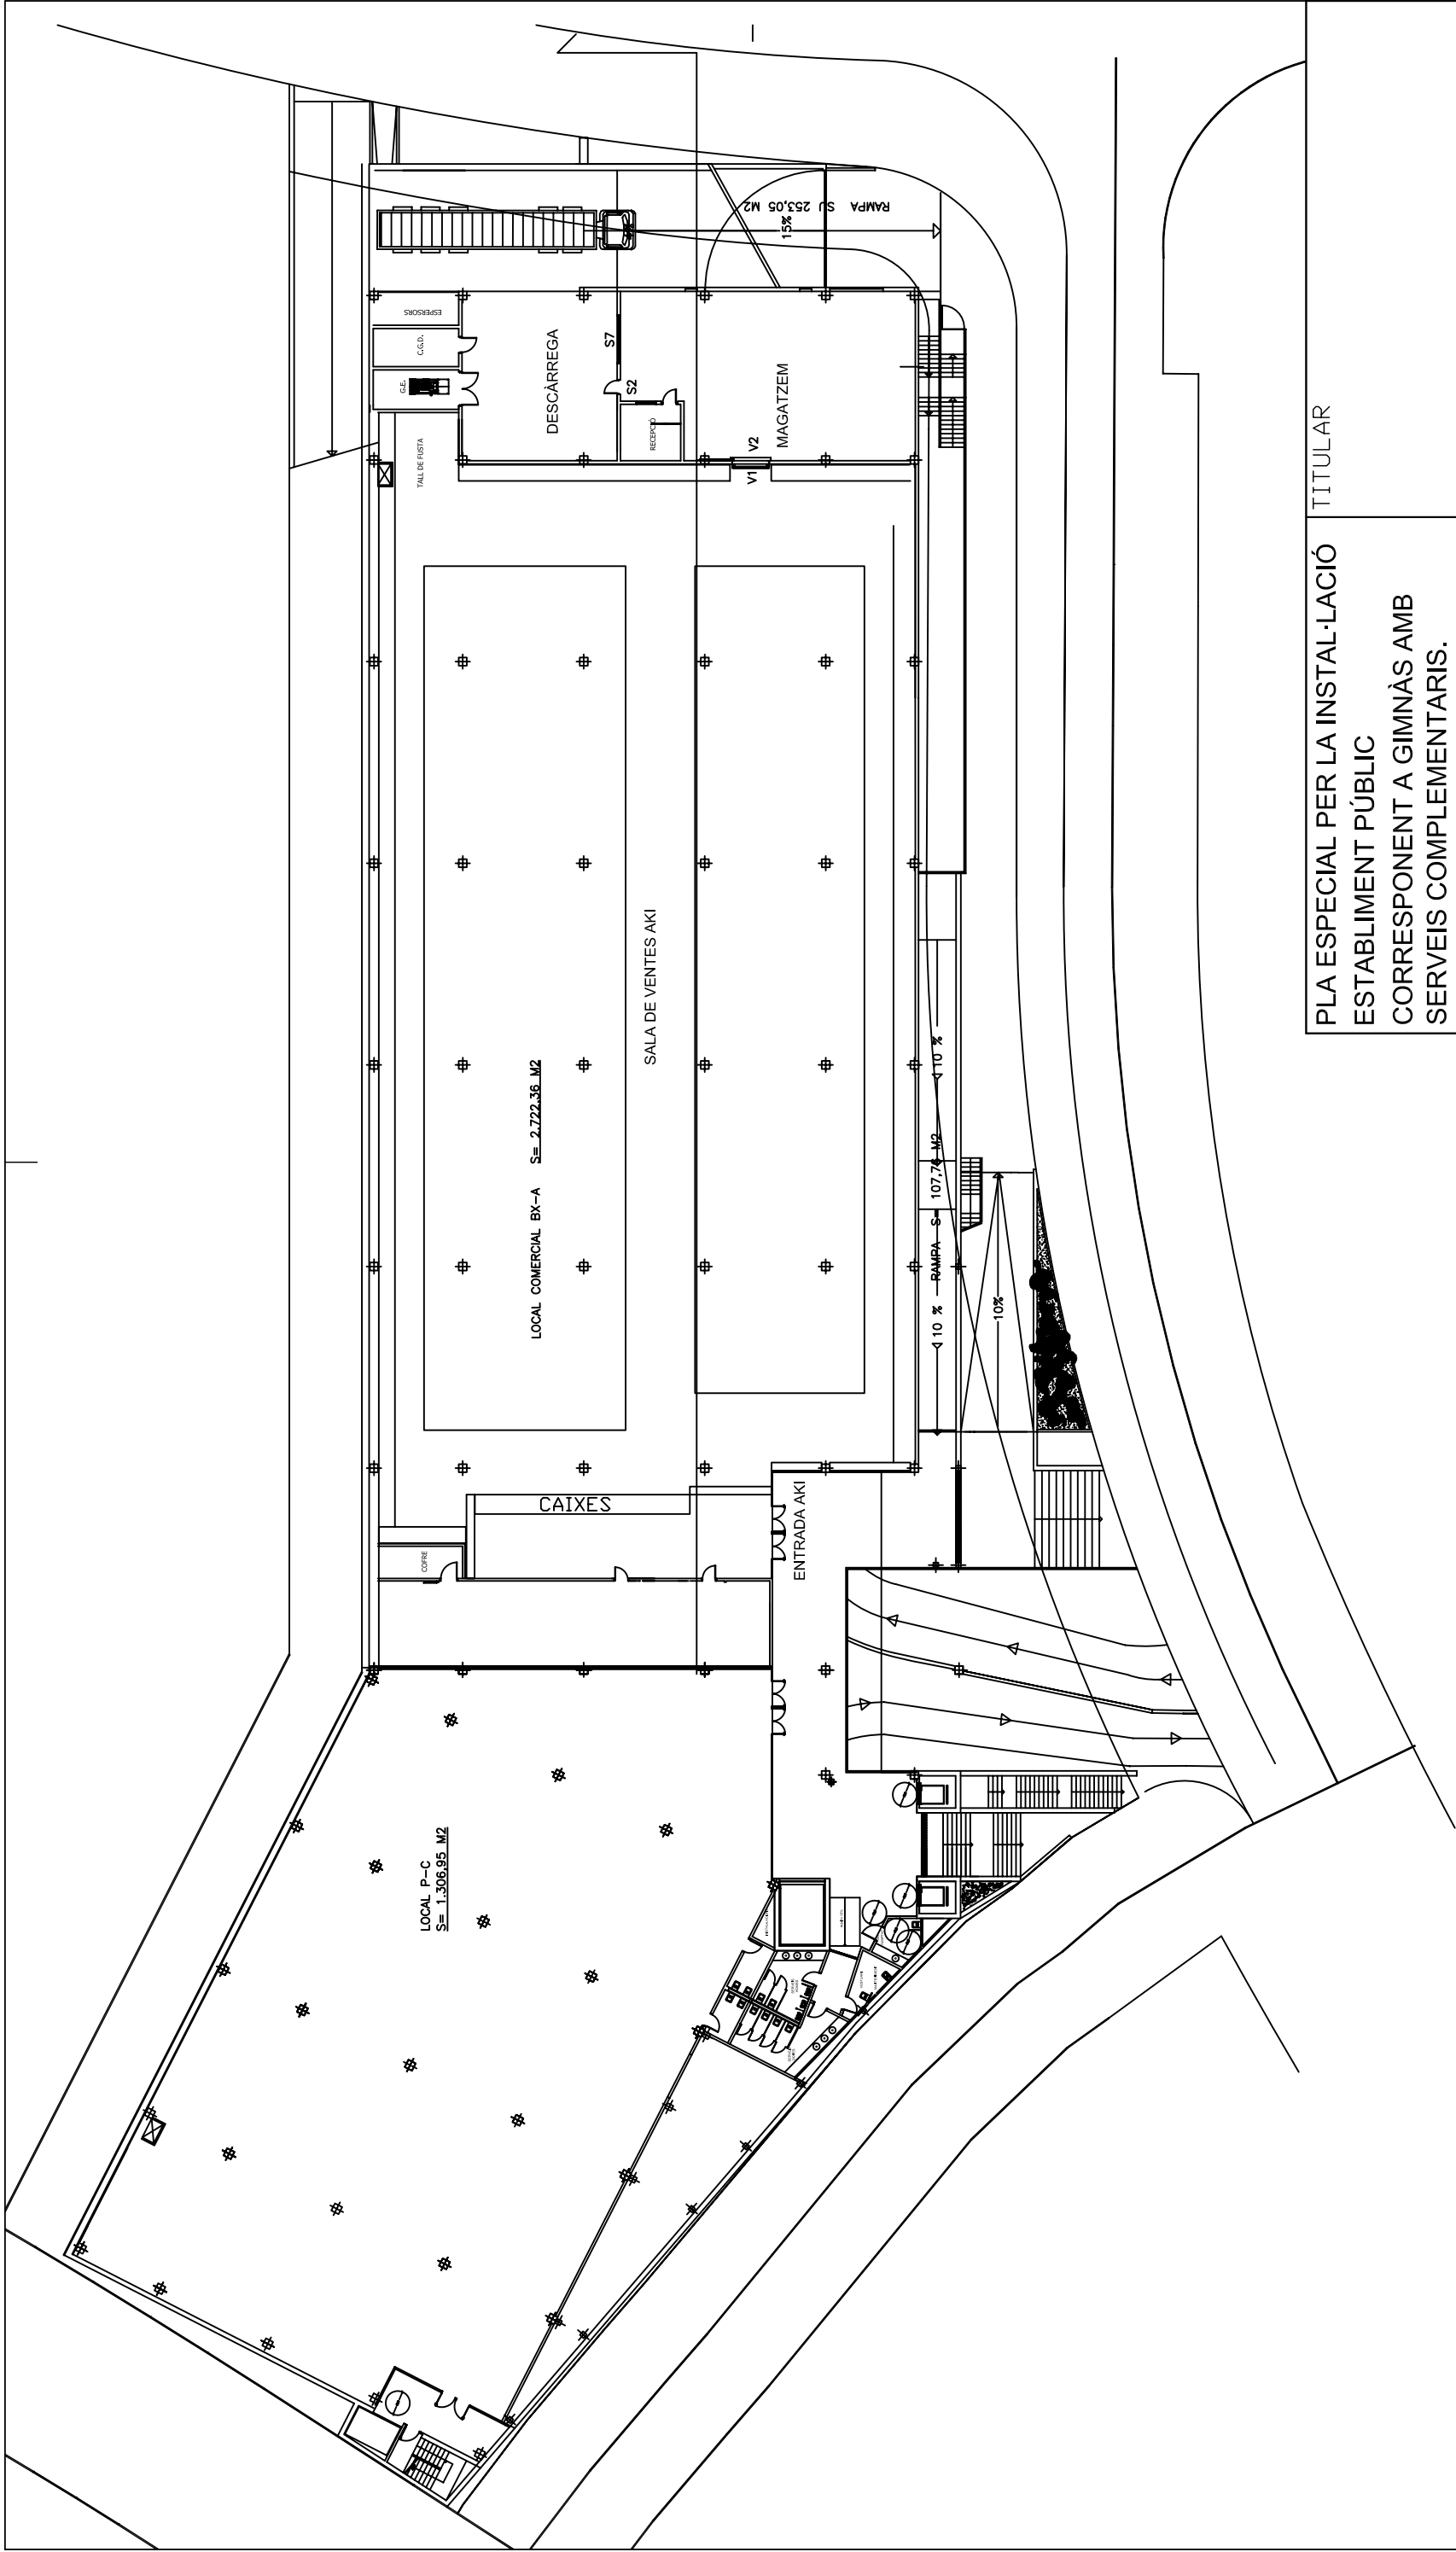 RAMPA SU 253,05 M2
15%
ESPERSORS
C.G.D.
G.E.
DESCÀRREGA
S7
S2
RECEPCIÓ
MAGATZEM
V1
V2
TALL DE FUSTA
SALA DE VENTES AKI
LOCAL COMERCIAL BX-A S= 2.722,36 M2
10 %
RAMPA S= 107,76 M2
10 %
10%
CAIXES
COFRE
ENTRADA AKI
LOCAL P-C
S= 1.306,95 M2
TITULAR
PLA ESPECIAL PER LA INSTAL·LACIÓ
ESTABLIMENT PÚBLIC
CORRESPONENT A GIMNÀS AMB
SERVEIS COMPLEMENTARIS.